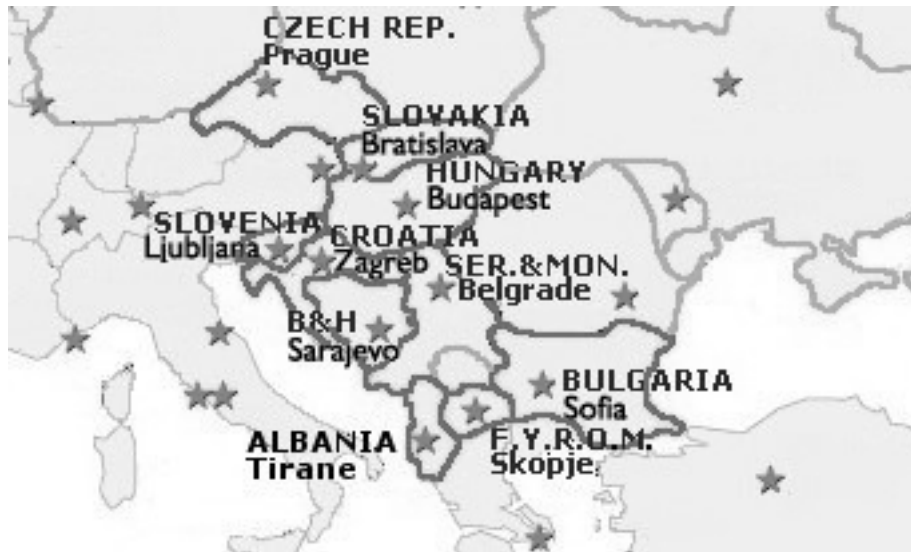 CZECH REP.
Prague
SLOVAKIA
Bratislava
HUNGARY
Budapest
SLOVENIA
Ljubljana
CROATIA
Zagreb
SER.&MON.
Belgrade
B&H
Sarajevo
BULGARIA
Sofia
ALBANIA
Tirane
F.Y.R.O.M.
Skopje